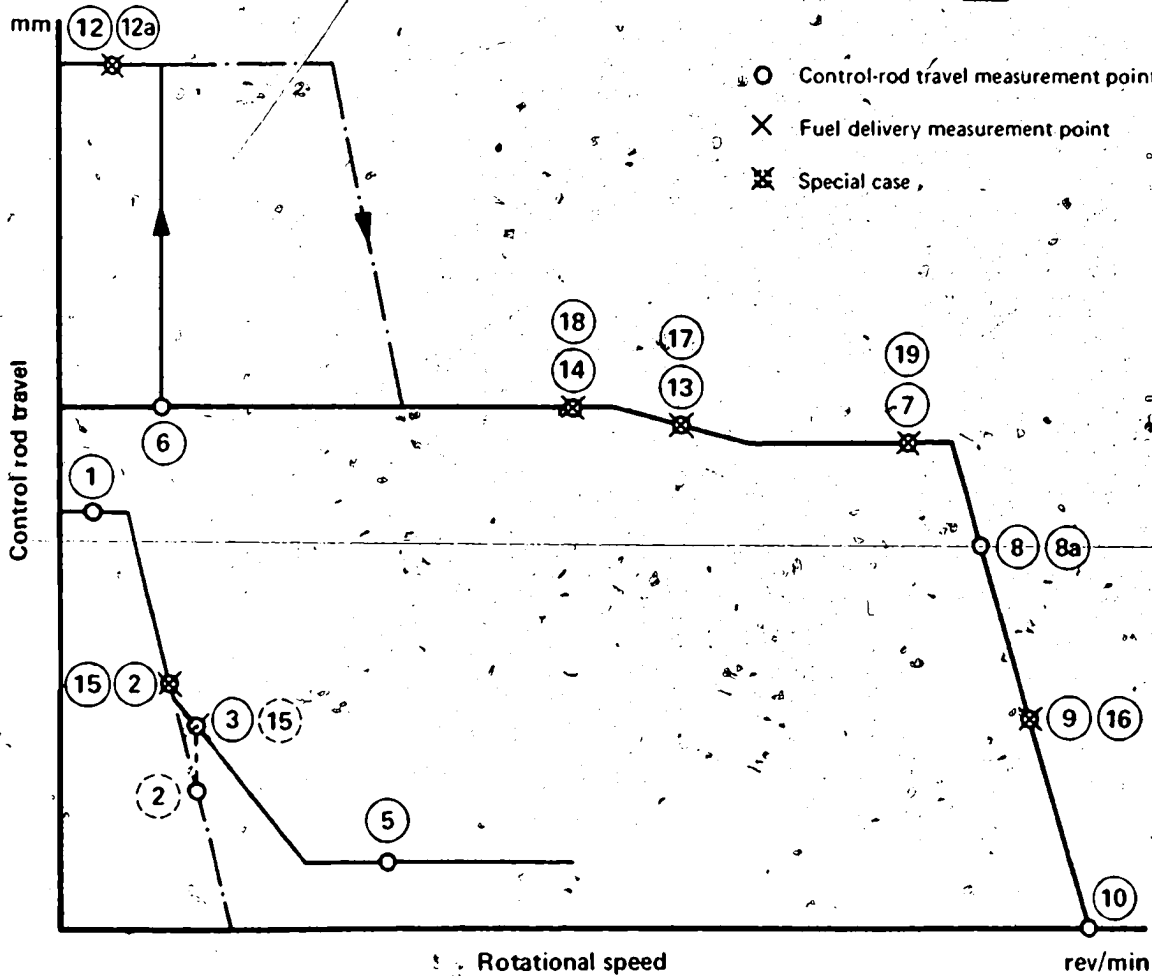 mm 12 12a
Control-rod travel measurement point
Fuel delivery measurement point
Special case
18 17 19
14 13 7
6
1
Control rod travel
8 8a
15 2
3 15
9 16
2
5
10
Rotational speed
rev/min